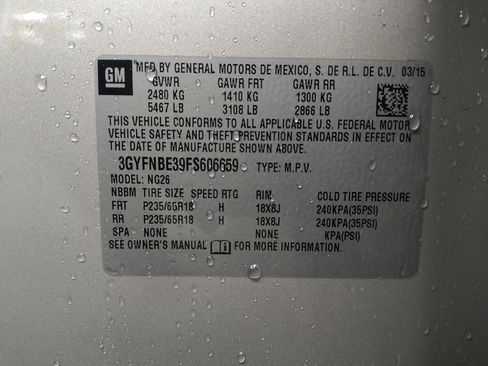 GM
MFD BY GENERAL MOTORS DE MEXICO, S. DE R.L. DE C.V. 03/15
GVWR GAWR FRT GAWR RR
2480 KG 1410 KG 1300 KG
5467 LB 3108 LB 2866 LB
THIS VEHICLE CONFORMS TO ALL APPLICABLE U.S. FEDERAL MOTOR
VEHICLE SAFETY AND THEFT PREVENTION STANDARDS IN EFFECT ON
THE DATE OF MANUFACTURE SHOWN ABOVE.
3GYFNBE39FS606659 TYPE: M.P.V.
MODEL: NG26
NBBM TIRE SIZE SPEED RTG RIM COLD TIRE PRESSURE
FRT P235/65R18 H 18X8J 240KPA(35PSI)
RR P235/65R18 H 18X8J 240KPA(35PSI)
SPA NONE NONE KPA(PSI)
SEE OWNER'S MANUAL FOR MORE INFORMATION